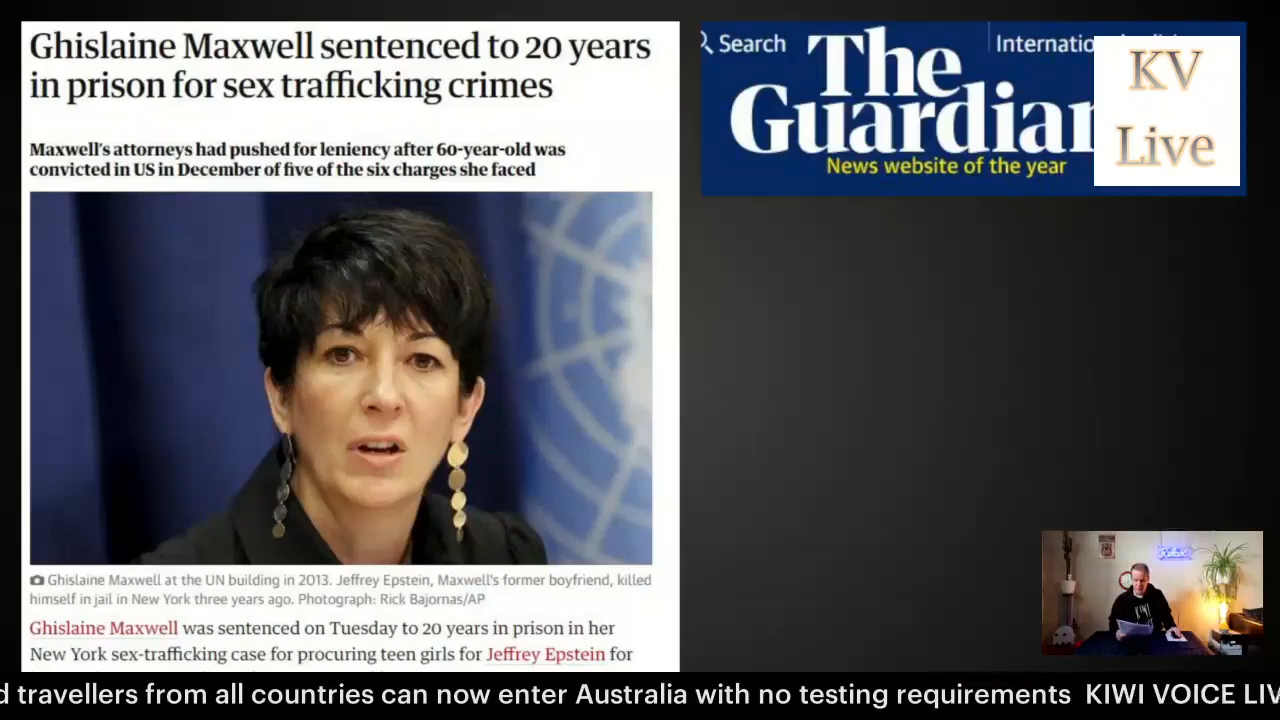 Ghislaine Maxwell sentenced to 20 years
in prison for sex trafficking crimes
Maxwell's attorneys had pushed for leniency after 60-year-old was
convicted in US in December of five of the six charges she faced
Ghislaine Maxwell at the UN building in 2013. Jeffrey Epstein, Maxwell's former boyfriend, killed
himself in jail in New York three years ago. Photograph: Rick Bajornas/AP
Ghislaine Maxwell was sentenced on Tuesday to 20 years in prison in her
New York sex-trafficking case for procuring teen girls for Jeffrey Epstein for
Search
Internatio
The
Guardian
News website of the year
KV
Live
Relax
d travellers from all countries can now enter Australia with no testing requirements KIWI VOICE LIV